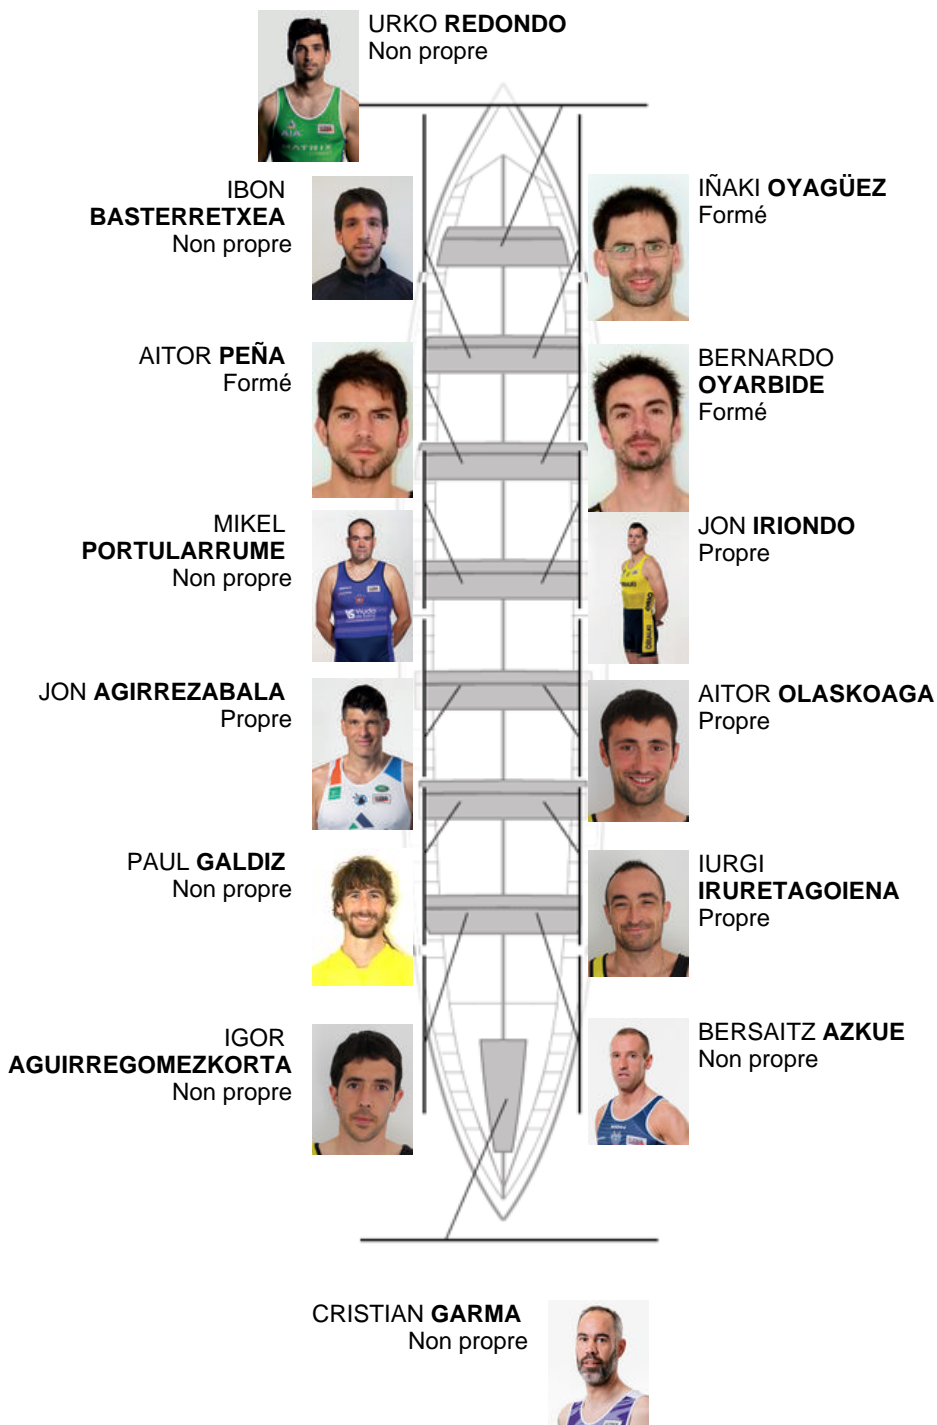 URKO REDONDO
Non propre
IBON
BASTERRETXEA
Non propre
IÑAKI OYAGÜEZ
Formé
AITOR PEÑA
Formé
BERNARDO
OYARBIDE
Formé
MIKEL
PORTULARRUME
Non propre
JON IRIONDO
Propre
JON AGIRREZABALA
Propre
AITOR OLASKOAGA
Propre
PAUL GALDIZ
Non propre
IURGI
IRURETAGOIENA
Propre
IGOR
AGUIRREGOMEZKORTA
Non propre
BERSAITZ AZKUE
Non propre
CRISTIAN GARMA
Non propre